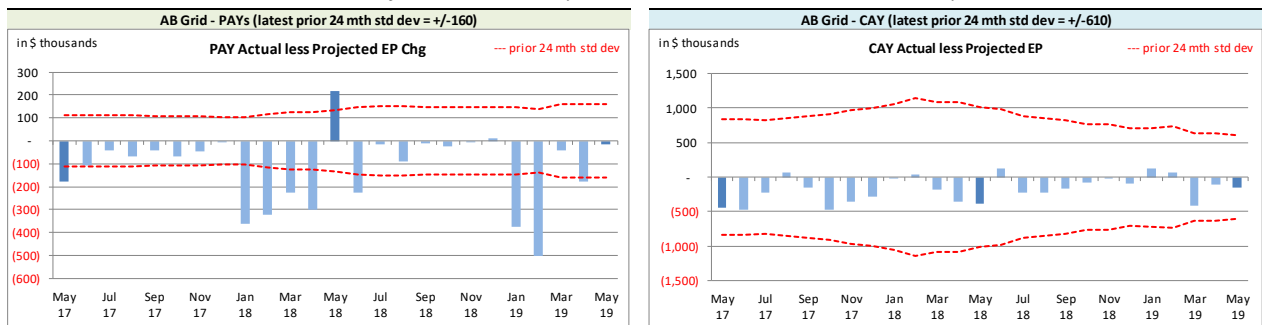 AB Grid - PAYs (latest prior 24 mth std dev = +/-160)
in $ thousands
PAY Actual less Projected EP Chg
--- prior 24 mth std dev
300
200
100
-
(100)
(200)
(300)
(400)
(500)
(600)
May Jul Sep Nov Jan Mar May Jul Sep Nov Jan Mar May
17 17 17 17 18 18 18 18 18 18 19 19 19
AB Grid - CAY (latest prior 24 mth std dev = +/-610)
in $ thousands
CAY Actual less Projected EP
--- prior 24 mth std dev
1,500
1,000
500
-
(500)
(1,000)
(1,500)
May Jul Sep Nov Jan Mar May Jul Sep Nov Jan Mar May
17 17 17 17 18 18 18 18 18 18 19 19 19